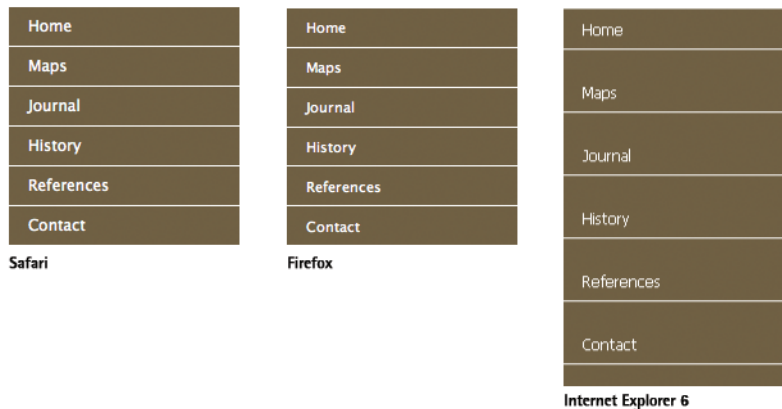 Home
Maps
Journal
History
References
Contact
Safari
Home
Maps
Journal
History
References
Contact
Firefox
Home
Maps
Journal
History
References
Contact
Internet Explorer 6